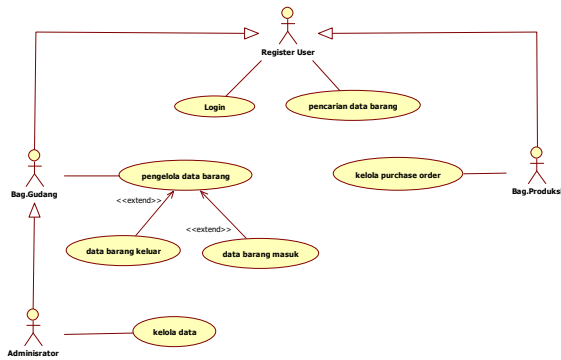 Register User
Login
pencarian data barang
pengelola data barang
kelola purchase order
Bag.Gudang
Bag.Produksi
<<extend>>
<<extend>>
data barang keluar
data barang masuk
kelola data
Adminisrator